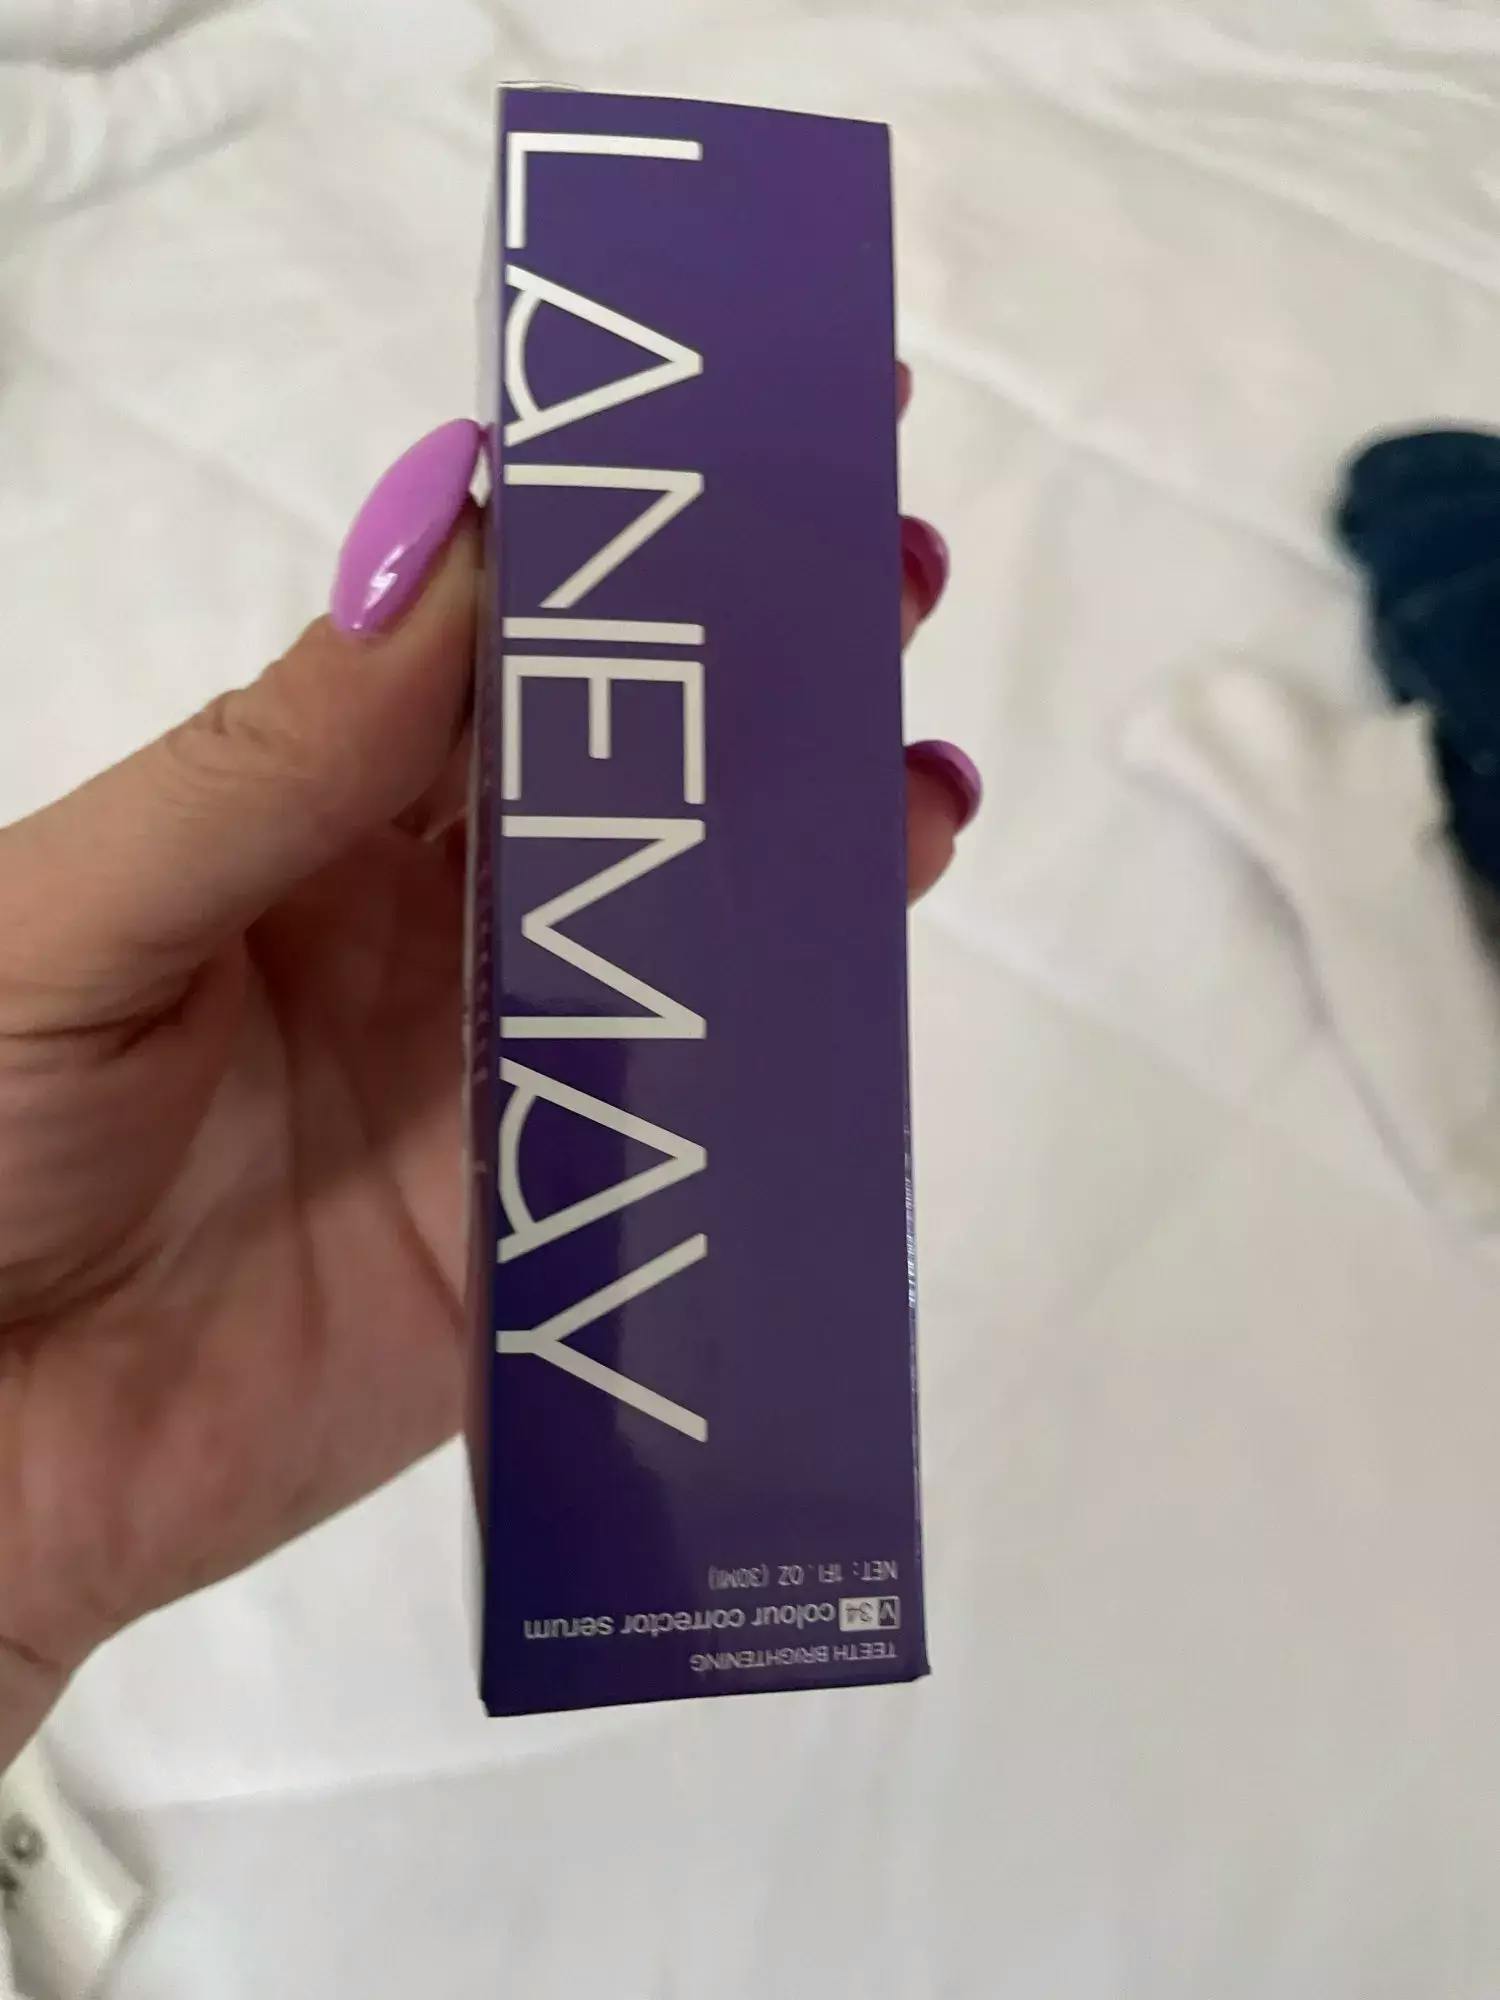 LANEMAY
TEETH BRIGHTENING
V34 colour corrector serum
NET: 1Fl. OZ (30Ml)